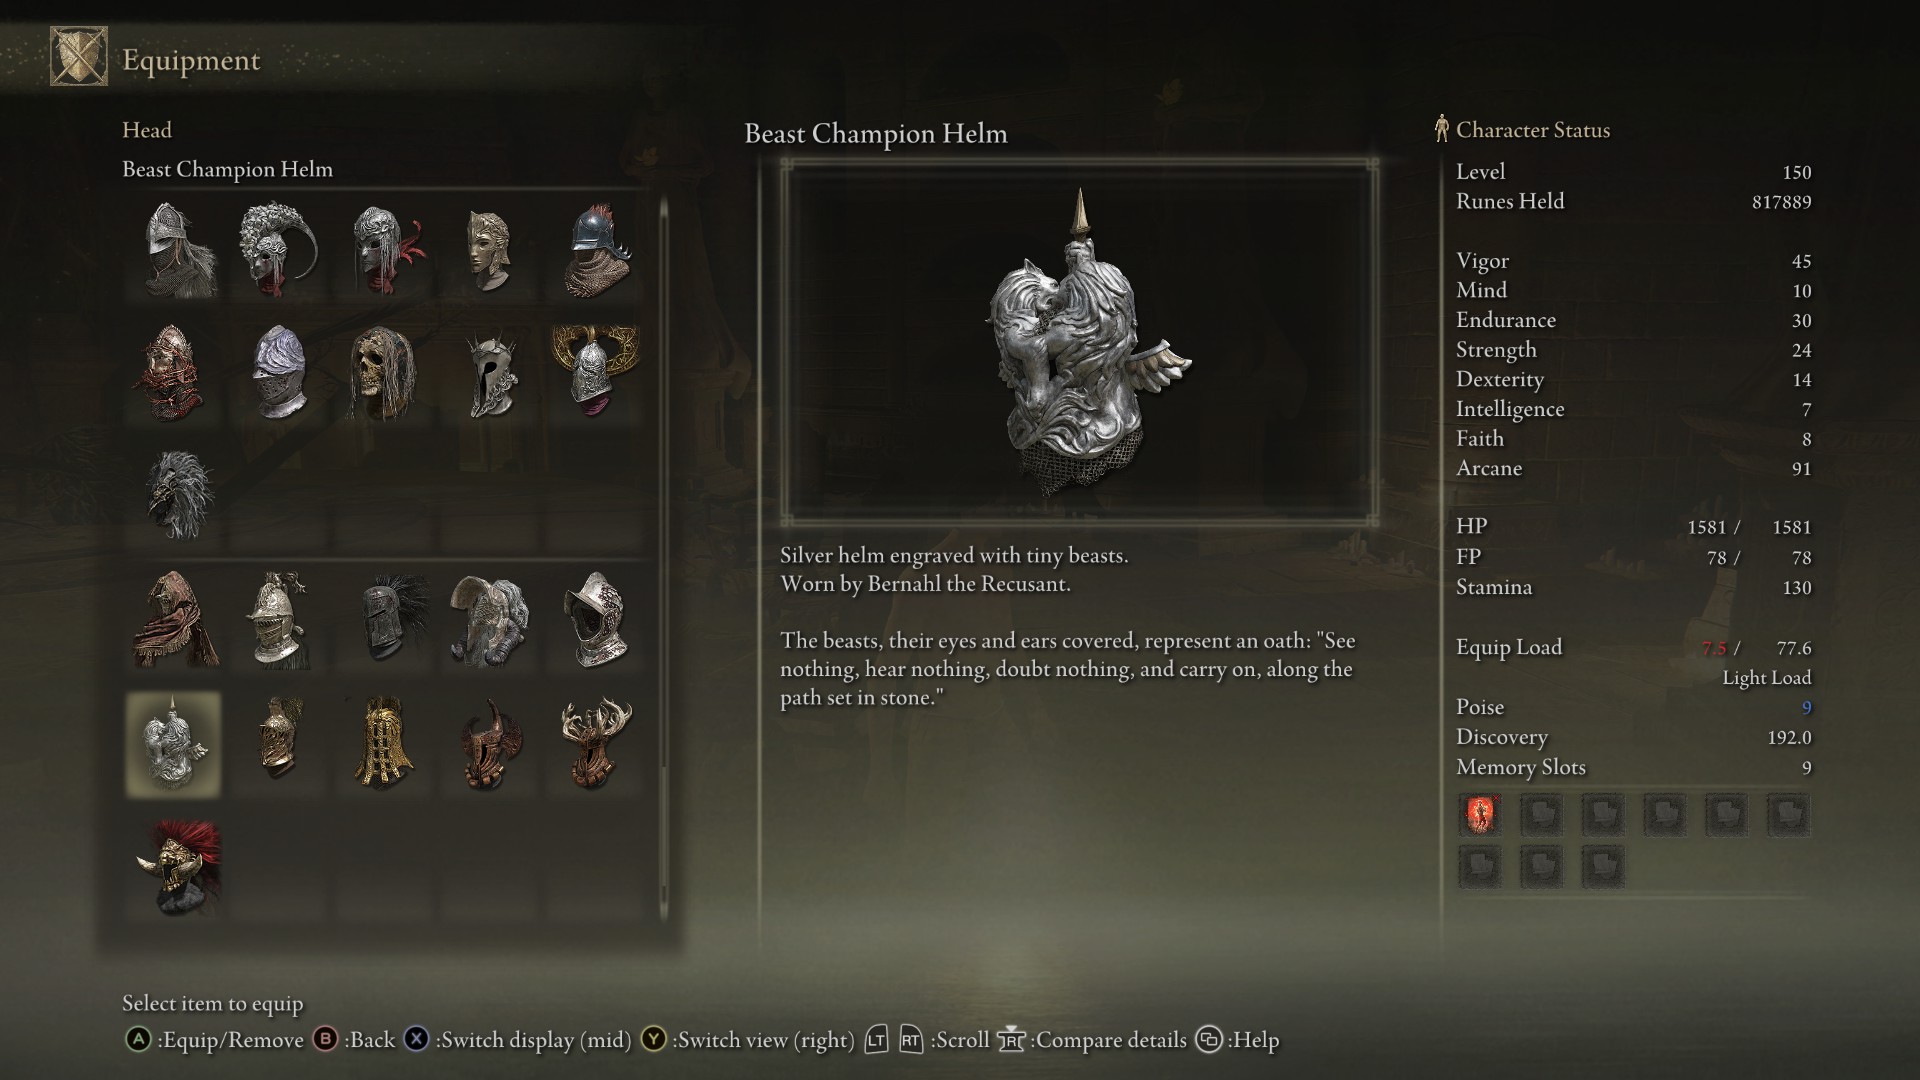 Equipment
Head
Beast Champion Helm
Beast Champion Helm
Silver helm engraved with tiny beasts.
Worn by Bernahl the Recusant.
The beasts, their eyes and ears covered, represent an oath: "See
nothing, hear nothing, doubt nothing, and carry on, along the
path set in stone."
Character Status
Level 150
Runes Held 817889
Vigor 45
Mind 10
Endurance 30
Strength 24
Dexterity 14
Intelligence 7
Faith 8
Arcane 91
HP 1581 / 1581
FP 78 / 78
Stamina 130
Equip Load 7.5 / 77.6
Light Load
Poise 9
Discovery 192.0
Memory Slots 9
Select item to equip
A :Equip/Remove B :Back X :Switch display (mid) Y :Switch view (right) LT RT :Scroll R :Compare details :Help